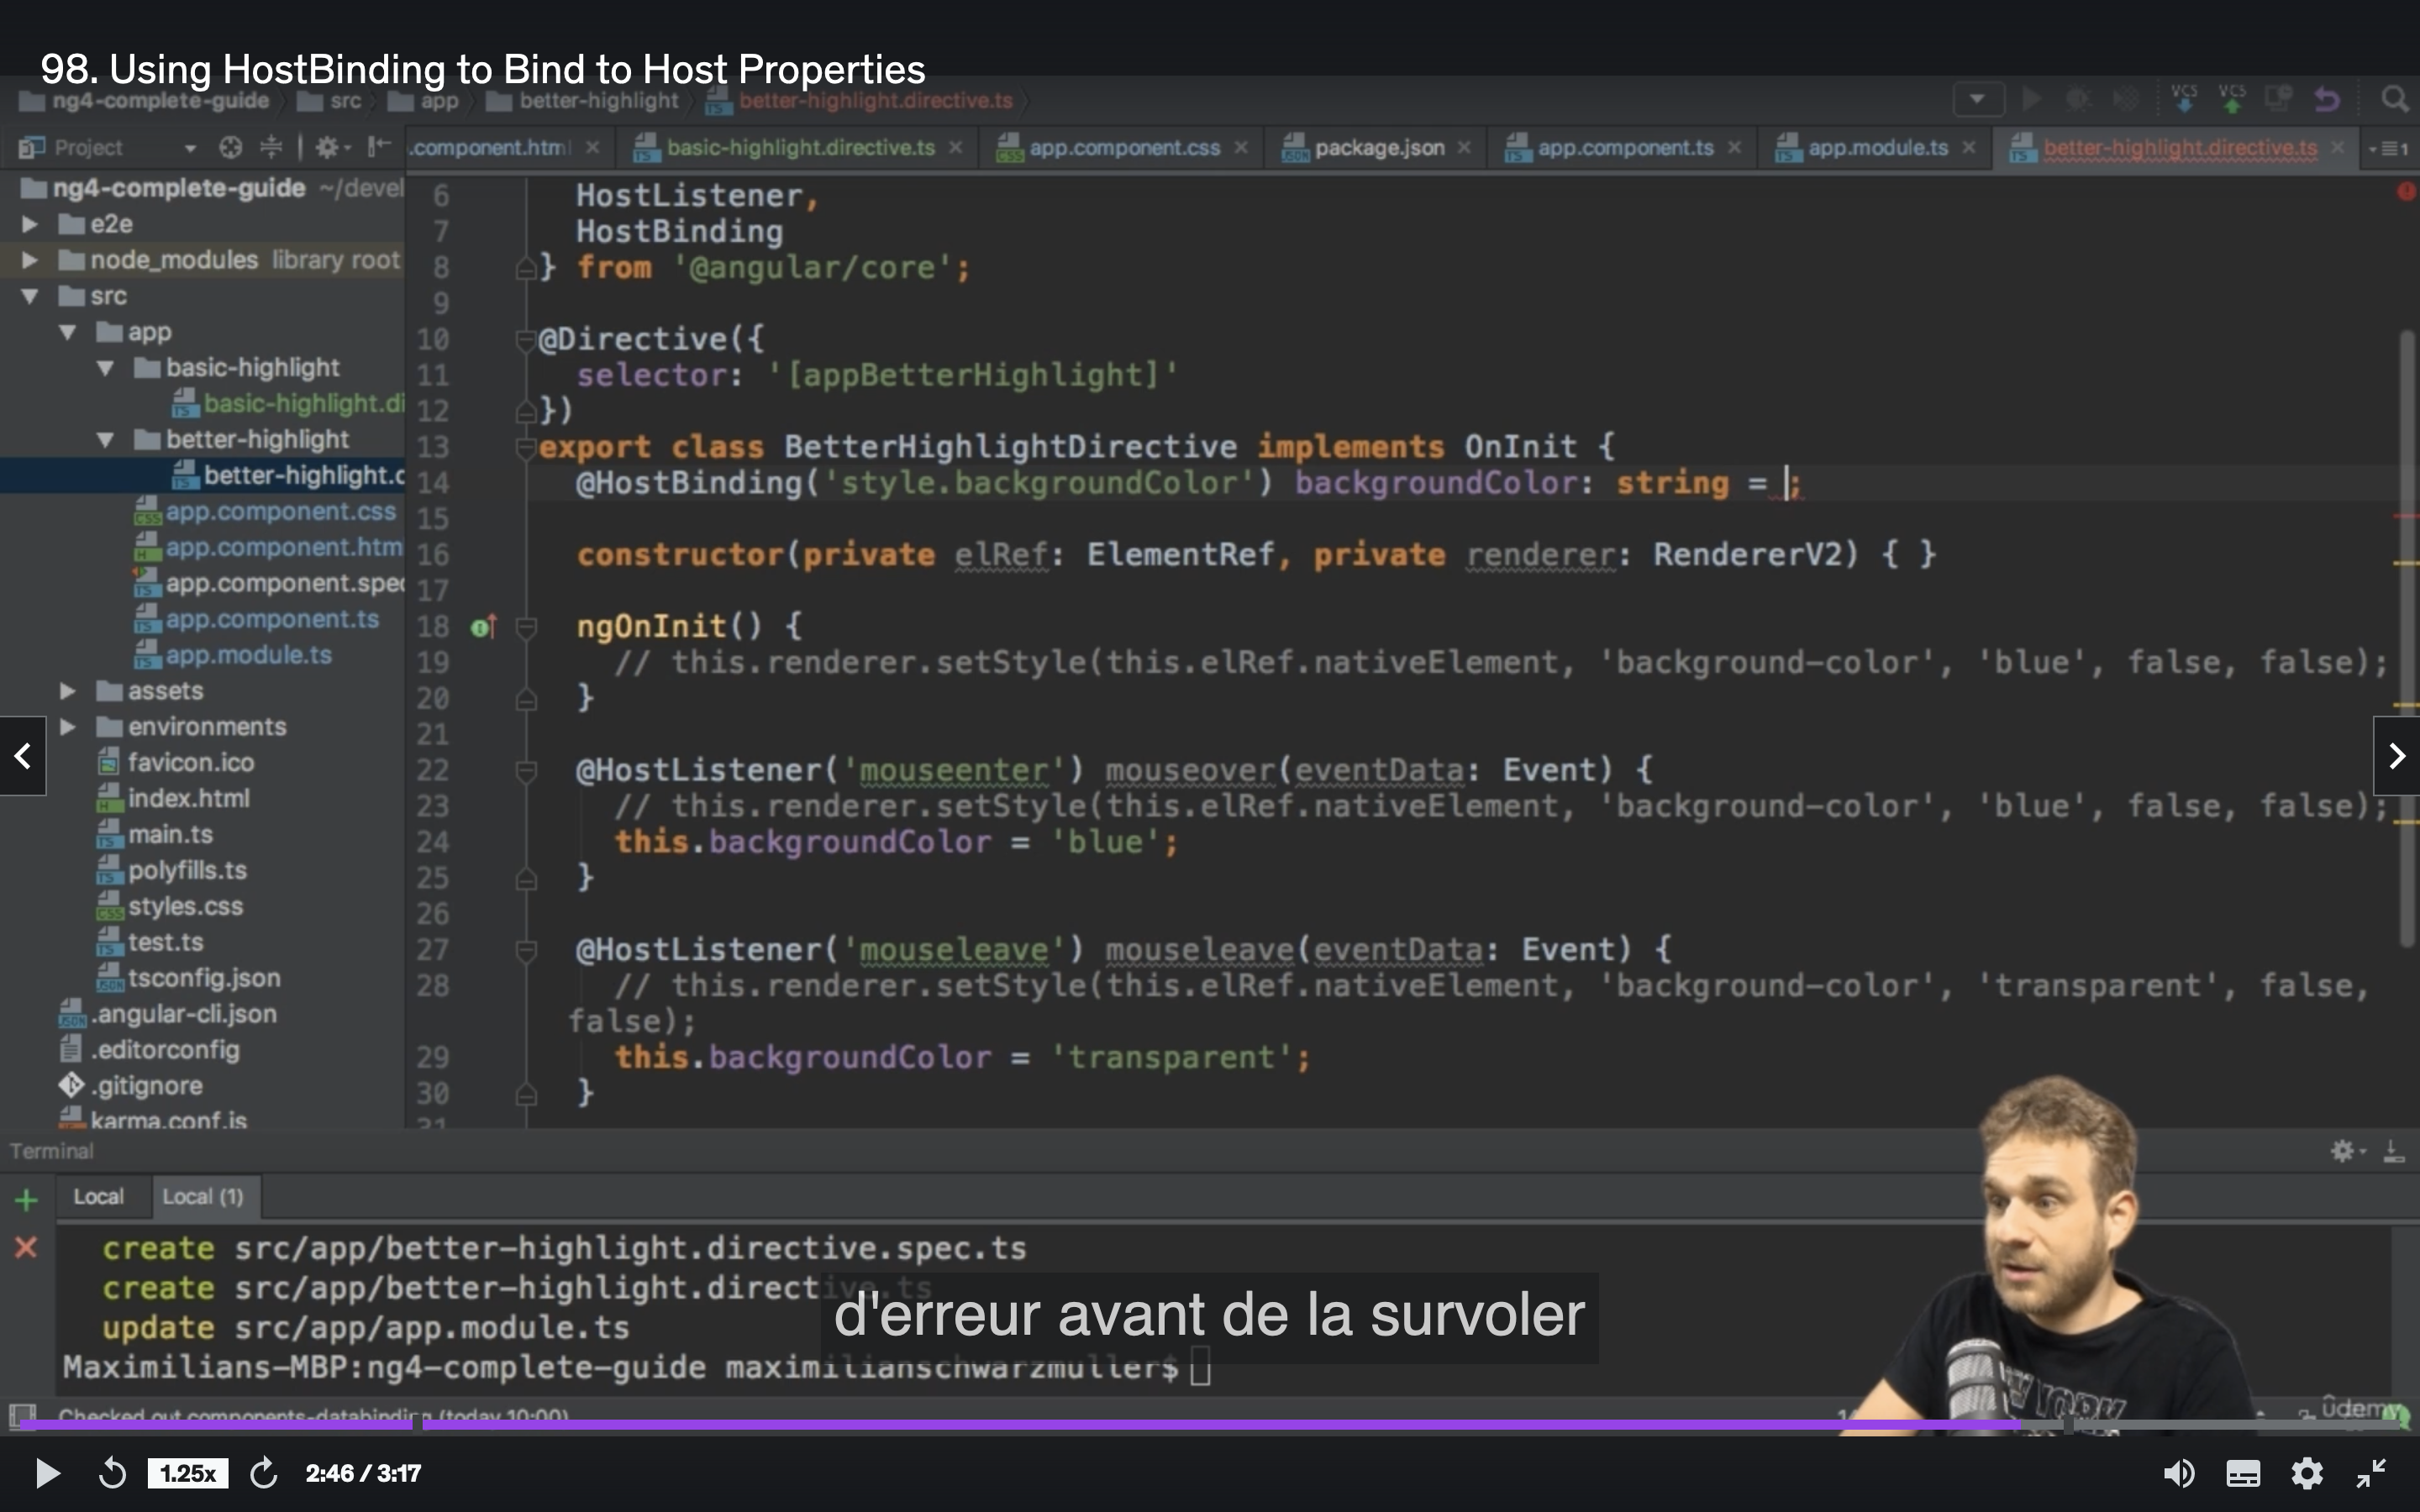 98. Using HostBinding to Bind to Host Properties
ng4-complete-guide src app better-highlight better-highlight.directive.ts
VCS VCS
Project
.component.html basic-highlight.directive.ts app.component.css package.json app.component.ts app.module.ts better-highlight.directive.ts
ng4-complete-guide ~/devel
e2e
node_modules library root
src
app
basic-highlight
basic-highlight.di
better-highlight
better-highlight.c
app.component.css
app.component.htm
app.component.spec
app.component.ts
app.module.ts
assets
environments
favicon.ico
index.html
main.ts
polyfills.ts
styles.css
test.ts
tsconfig.json
.angular-cli.json
.editorconfig
.gitignore
karma.conf.js
6 HostListener,
7 HostBinding
8 } from '@angular/core';
9
10 @Directive({
11 selector: '[appBetterHighlight]'
12 })
13 export class BetterHighlightDirective implements OnInit {
14 @HostBinding('style.backgroundColor') backgroundColor: string = ;
15
16 constructor(private elRef: ElementRef, private renderer: RendererV2) { }
17
18 ngOnInit() {
19 // this.renderer.setStyle(this.elRef.nativeElement, 'background-color', 'blue', false, false);
20 }
21
22 @HostListener('mouseenter') mouseover(eventData: Event) {
23 // this.renderer.setStyle(this.elRef.nativeElement, 'background-color', 'blue', false, false);
24 this.backgroundColor = 'blue';
25 }
26
27 @HostListener('mouseleave') mouseleave(eventData: Event) {
28 // this.renderer.setStyle(this.elRef.nativeElement, 'background-color', 'transparent', false,
false);
29 this.backgroundColor = 'transparent';
30 }
31
Terminal
Local Local (1)
create src/app/better-highlight.directive.spec.ts
create src/app/better-highlight.directive.ts
update src/app/app.module.ts
d'erreur avant de la survoler
Maximilians-MBP:ng4-complete-guide maximilianschwarzmuller$
Checked out components-databinding (today 10:00)
YORK
ûdemy
1.25x 2:46 / 3:17